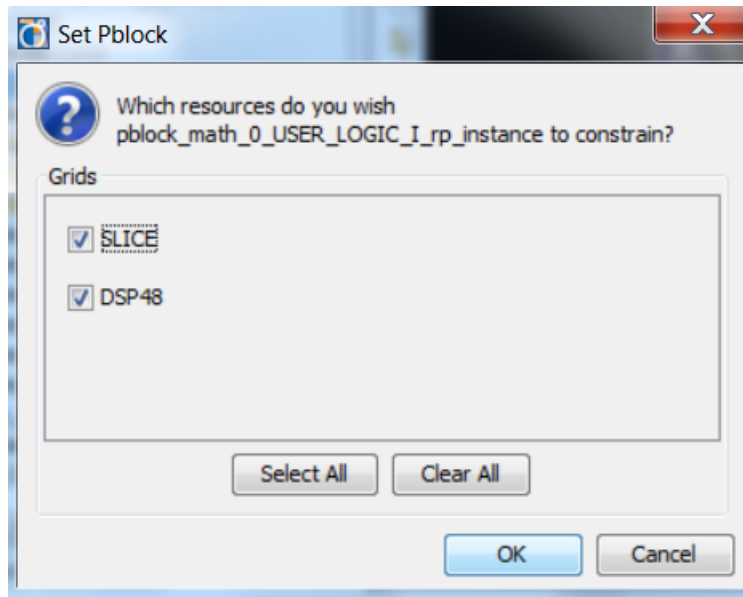 Set Pblock
Which resources do you wish
pblock_math_0_USER_LOGIC_I_rp_instance to constrain?
Grids
SLICE
DSP48
Select All
Clear All
OK
Cancel